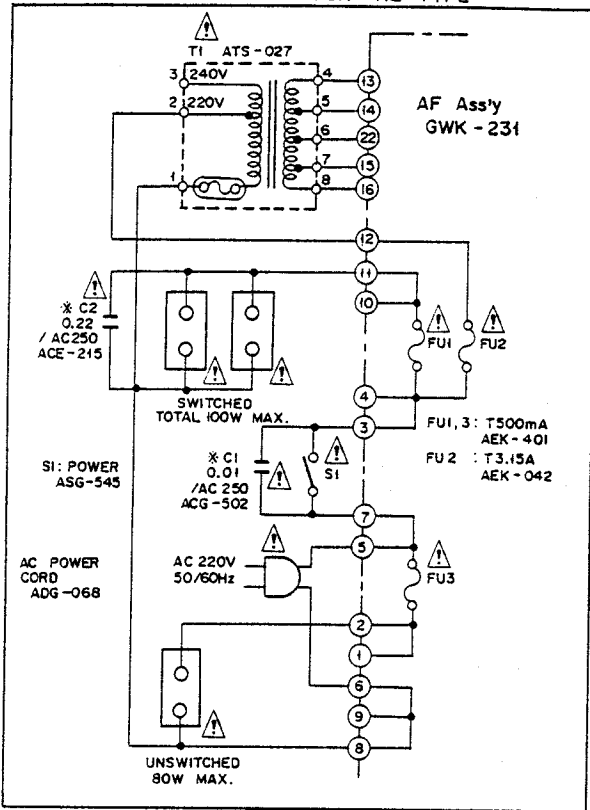 T1 ATS-027
3 240V
2 220V
1
4
5
6
7
8
13
14
22
15
16
AF Ass'y
GWK-231
12
11
10
※ C2
0.22
/ AC250
ACE-215
FU1
FU2
4
3
SWITCHED
TOTAL 100W MAX.
FU1,3: T500mA
AEK-401
FU2 : T3.15A
AEK-042
S1: POWER
ASG-545
※ C1
0.01
/AC 250
ACG-502
S1
7
5
AC POWER
CORD
ADG-068
AC 220V
50/60Hz
FU3
2
1
6
9
8
UNSWITCHED
80W MAX.